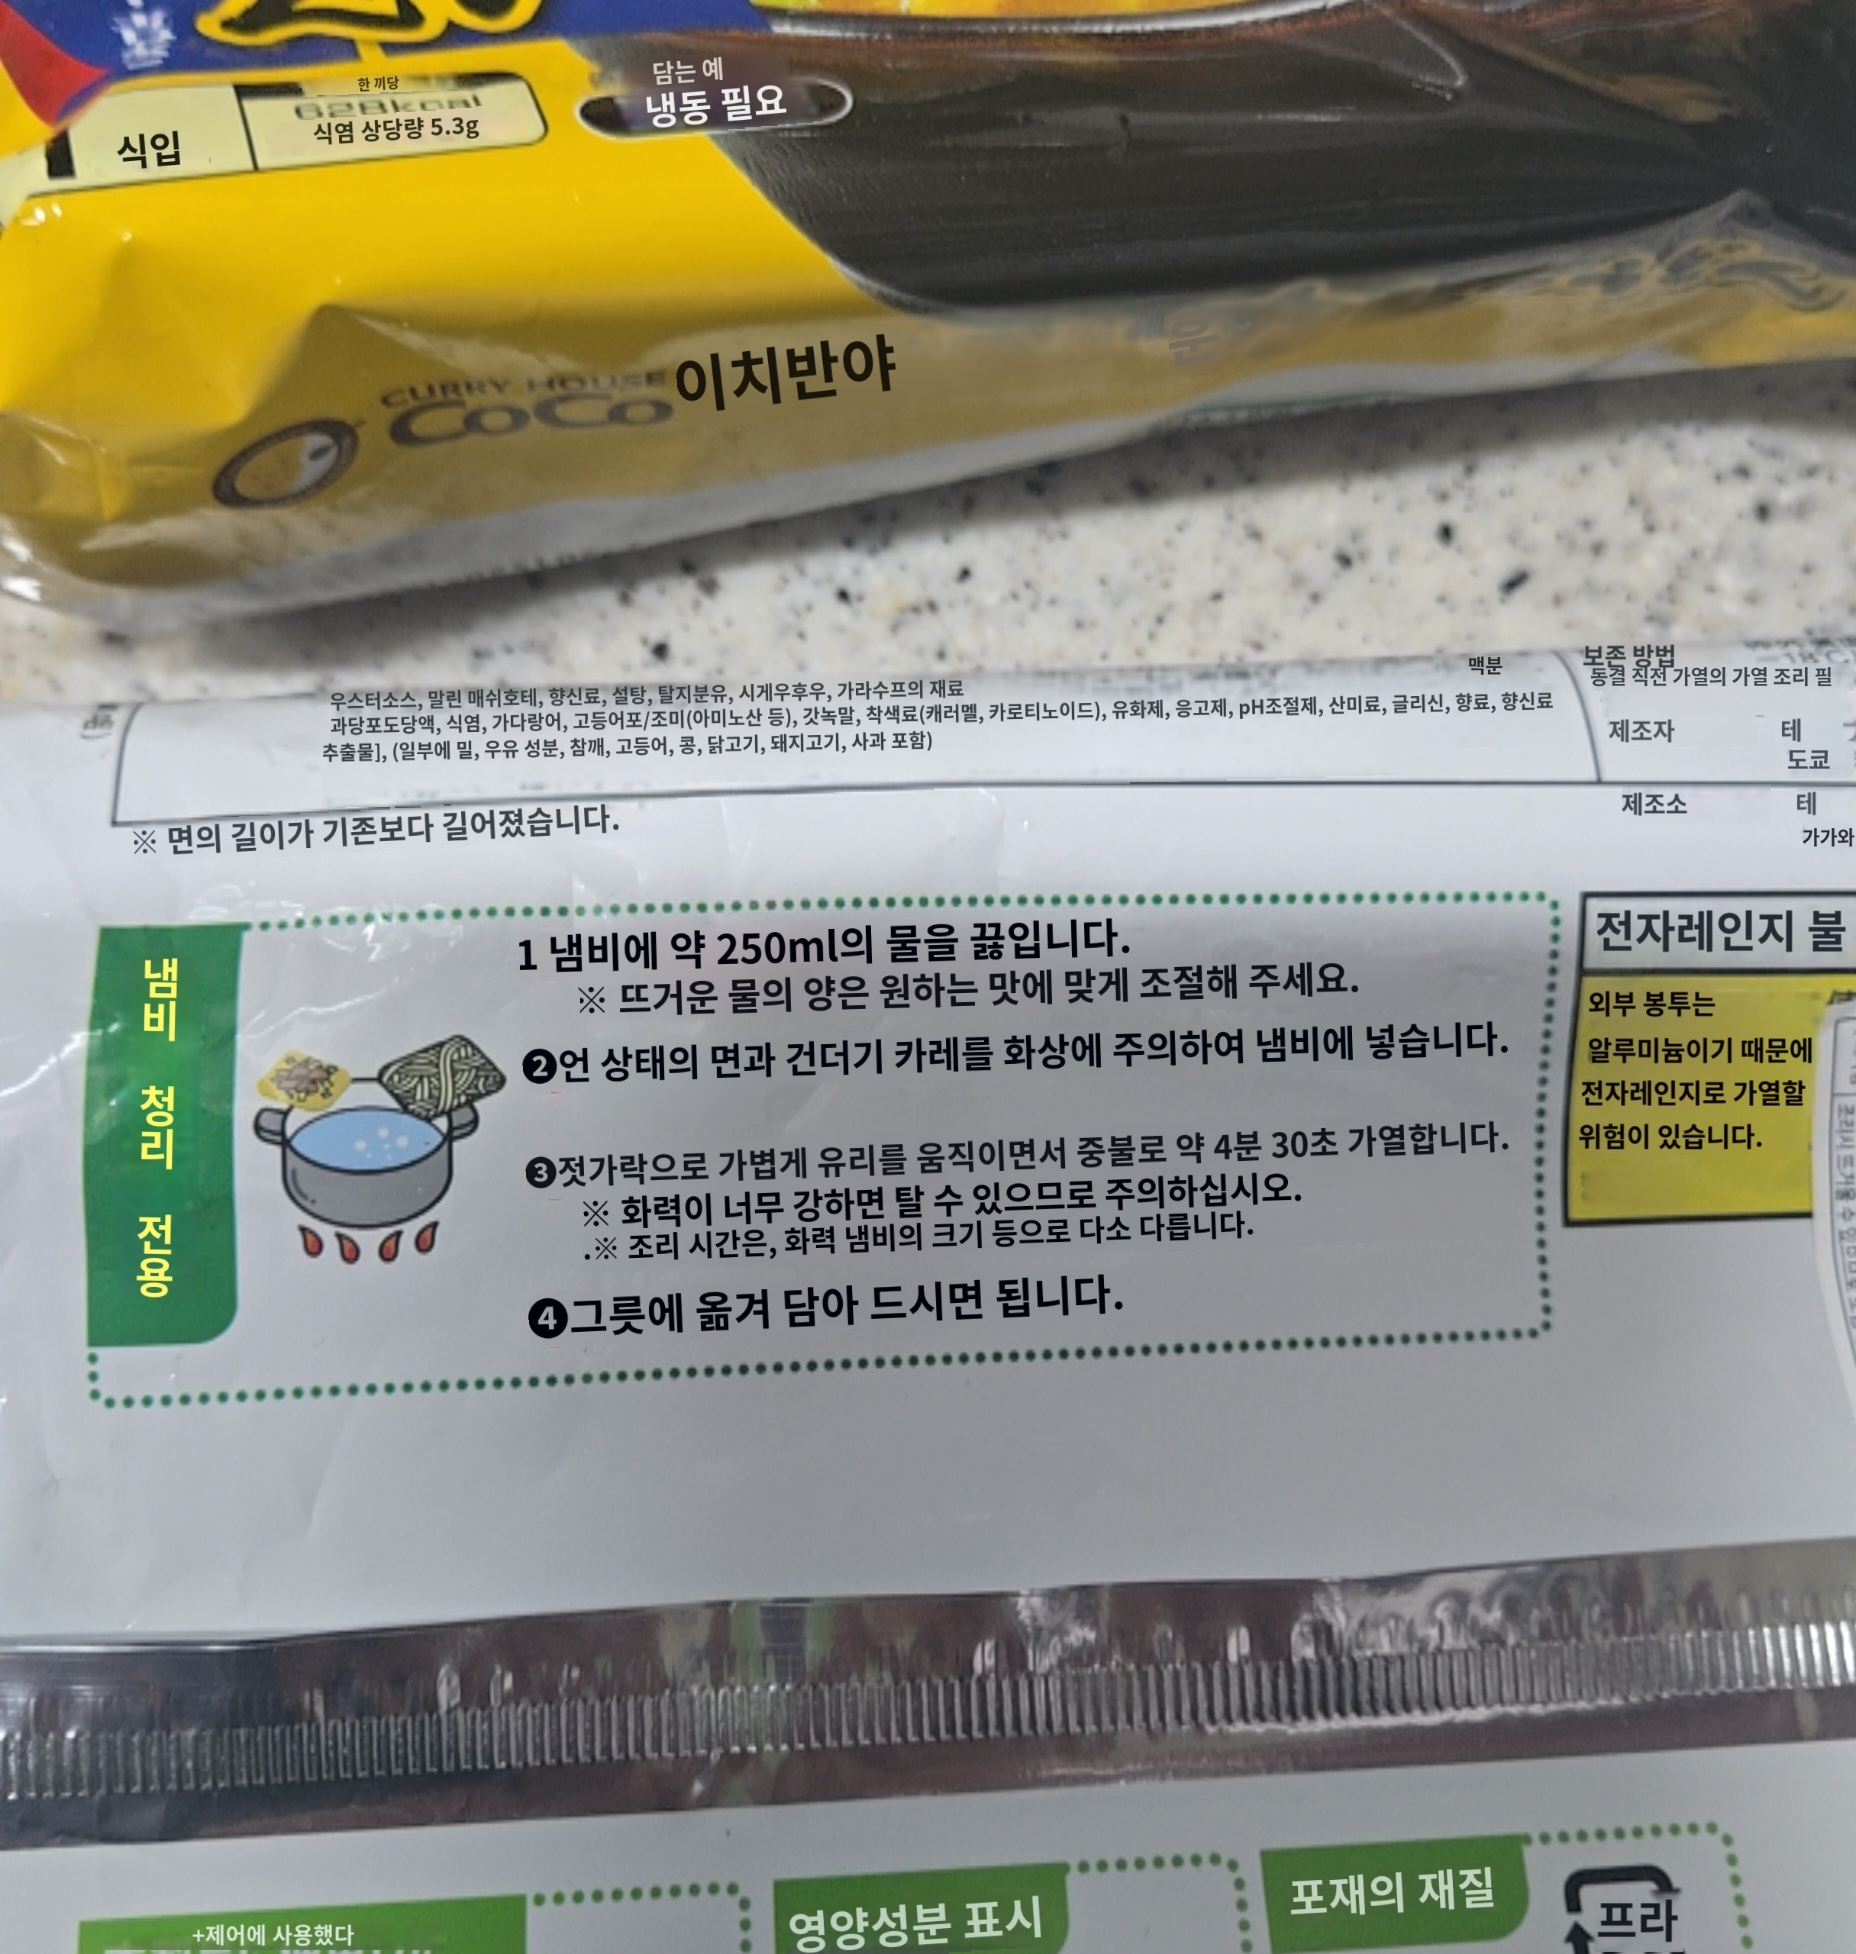 한 끼당
628kcal
식염 상당량 5.3g
식입
담는 예
냉동 필요
CURRY HOUSE
CoCo 이치반야
운
맥분
우스터소스, 말린 매쉬호테, 향신료, 설탕, 탈지분유, 시게우후우, 가라수프의 재료
과당포도당액, 식염, 가다랑어, 고등어포/조미(아미노산 등), 갓녹말, 착색료(캐러멜, 카로티노이드), 유화제, 응고제, pH조절제, 산미료, 글리신, 향료, 향신료
추출물], (일부에 밀, 우유 성분, 참깨, 고등어, 콩, 닭고기, 돼지고기, 사과 포함)
보존 방법
동결 직전 가열의 가열 조리 필
제조자 테
도쿄
제조소 테
가가와
※ 면의 길이가 기존보다 길어졌습니다.
냄비 청리 전용
1 냄비에 약 250ml의 물을 끓입니다.
※ 뜨거운 물의 양은 원하는 맛에 맞게 조절해 주세요.
❷언 상태의 면과 건더기 카레를 화상에 주의하여 냄비에 넣습니다.
❸젓가락으로 가볍게 유리를 움직이면서 중불로 약 4분 30초 가열합니다.
※ 화력이 너무 강하면 탈 수 있으므로 주의하십시오.
.※ 조리 시간은, 화력 냄비의 크기 등으로 다소 다릅니다.
❹그릇에 옮겨 담아 드시면 됩니다.
전자레인지 불
외부 봉투는
알루미늄이기 때문에
전자레인지로 가열할
위험이 있습니다.
+제어에 사용했다
영양성분 표시
포재의 재질
프라